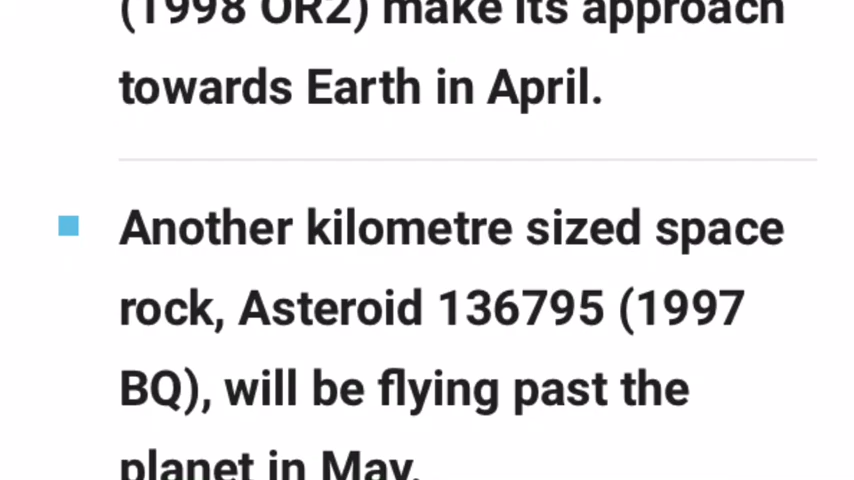 (1998 OR2) make its approach
towards Earth in April.
Another kilometre sized space
rock, Asteroid 136795 (1997
BQ), will be flying past the
planet in May.